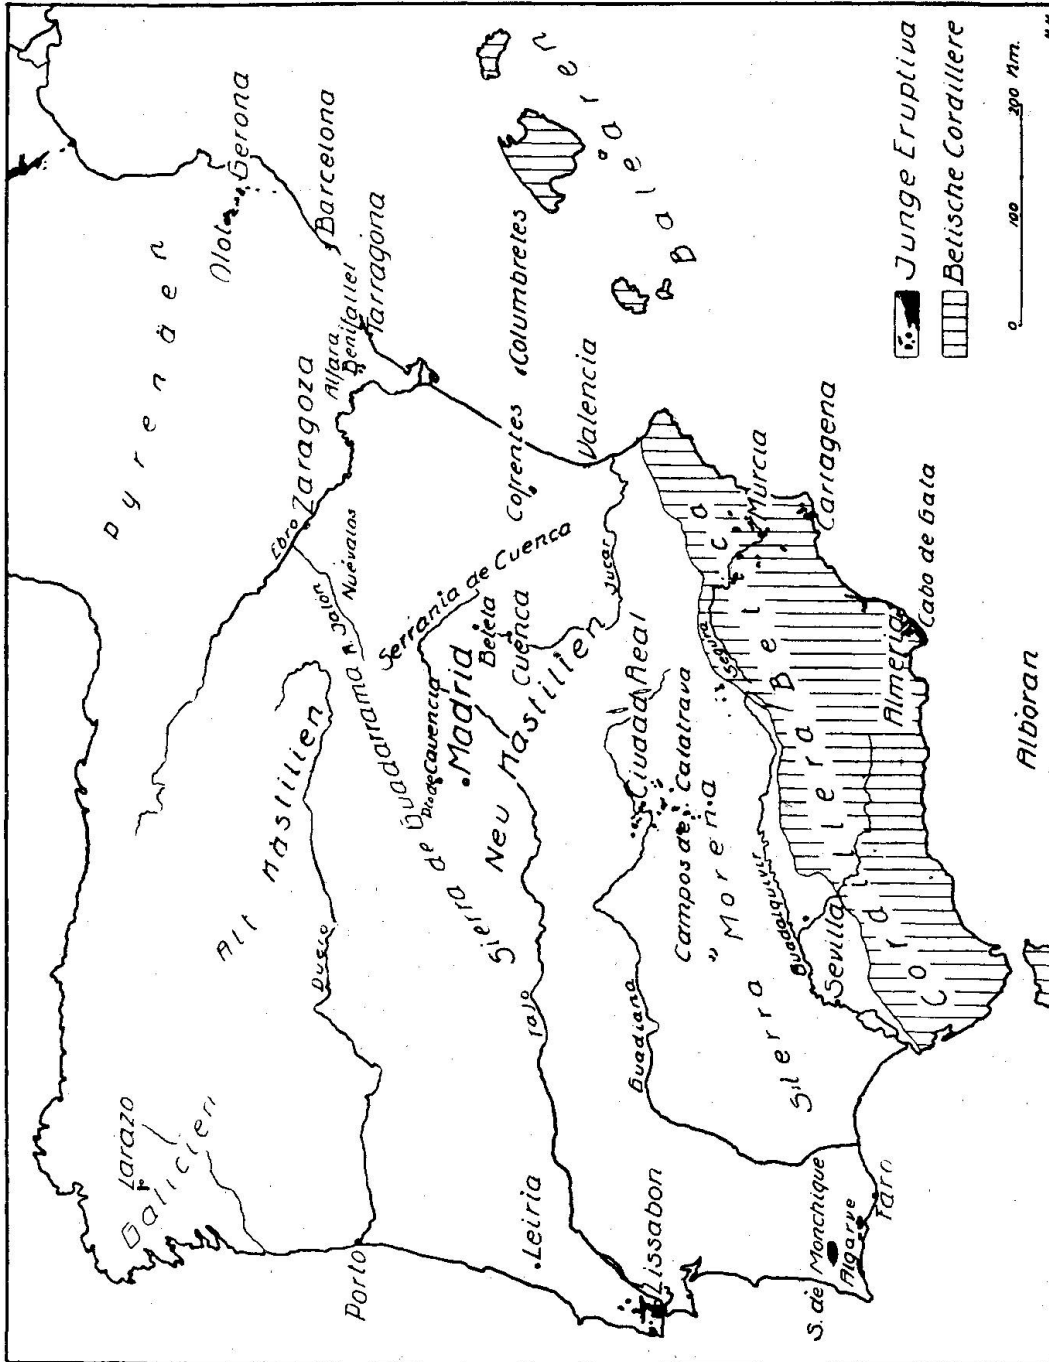 Pyrenäen
Larazo
Galicien
Olot
Gerona
Barcelona
Alfara
Benifallet
Tarragona
Ebro
Zaragoza
R. Jalón
Nuévalos
Alt Kastilien
Duero
Porto
Sierra de Guadarrama
Serrania de Cuenca
Madrid
Beteta
Cuenca
Neu Kastilien
Tajo
Leiria
Lissabon
Columbretes
Cofrentes
Valencia
Jucar
Balearen
Ciudad Real
Campos de Calatrava
Guadiana
Sierra "Morena
Guadalquivir
Sevilla
Segura
Murcia
Cartagena
Cordillera Betica
Almeria
Cabo de Gata
S. de Monchique
Algarve
Faro
Alboran
Junge Eruptiva
Betische Cordillere
0 100 200 Km.